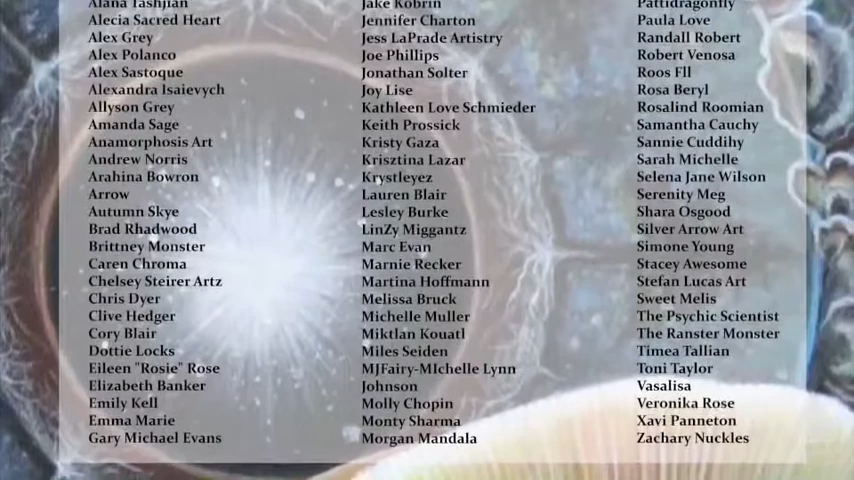 Alana Tashjian
Alecia Sacred Heart
Alex Grey
Alex Polanco
Alex Sastoque
Alexandra Isaievych
Allyson Grey
Amanda Sage
Anamorphosis Art
Andrew Norris
Arahina Bowron
Arrow
Autumn Skye
Brad Rhadwood
Brittney Monster
Caren Chroma
Chelsey Steirer Artz
Chris Dyer
Clive Hedger
Cory Blair
Dottie Locks
Eileen "Rosie" Rose
Elizabeth Banker
Emily Kell
Emma Marie
Gary Michael Evans
Jake Kobrin
Jennifer Charton
Jess LaPrade Artistry
Joe Phillips
Jonathan Solter
Joy Lise
Kathleen Love Schmieder
Keith Prossick
Kristy Gaza
Krisztina Lazar
Krystleyez
Lauren Blair
Lesley Burke
LinZy Miggantz
Marc Evan
Marnie Recker
Martina Hoffmann
Melissa Bruck
Michelle Muller
Miktlan Kouatl
Miles Seiden
MJFairy-MIchelle Lynn
Johnson
Molly Chopin
Monty Sharma
Morgan Mandala
Pattidragonfly
Paula Love
Randall Robert
Robert Venosa
Roos Fll
Rosa Beryl
Rosalind Roomian
Samantha Cauchy
Sannie Cuddihy
Sarah Michelle
Selena Jane Wilson
Serenity Meg
Shara Osgood
Silver Arrow Art
Simone Young
Stacey Awesome
Stefan Lucas Art
Sweet Melis
The Psychic Scientist
The Ranster Monster
Timea Tallian
Toni Taylor
Vasalisa
Veronika Rose
Xavi Panneton
Zachary Nuckles